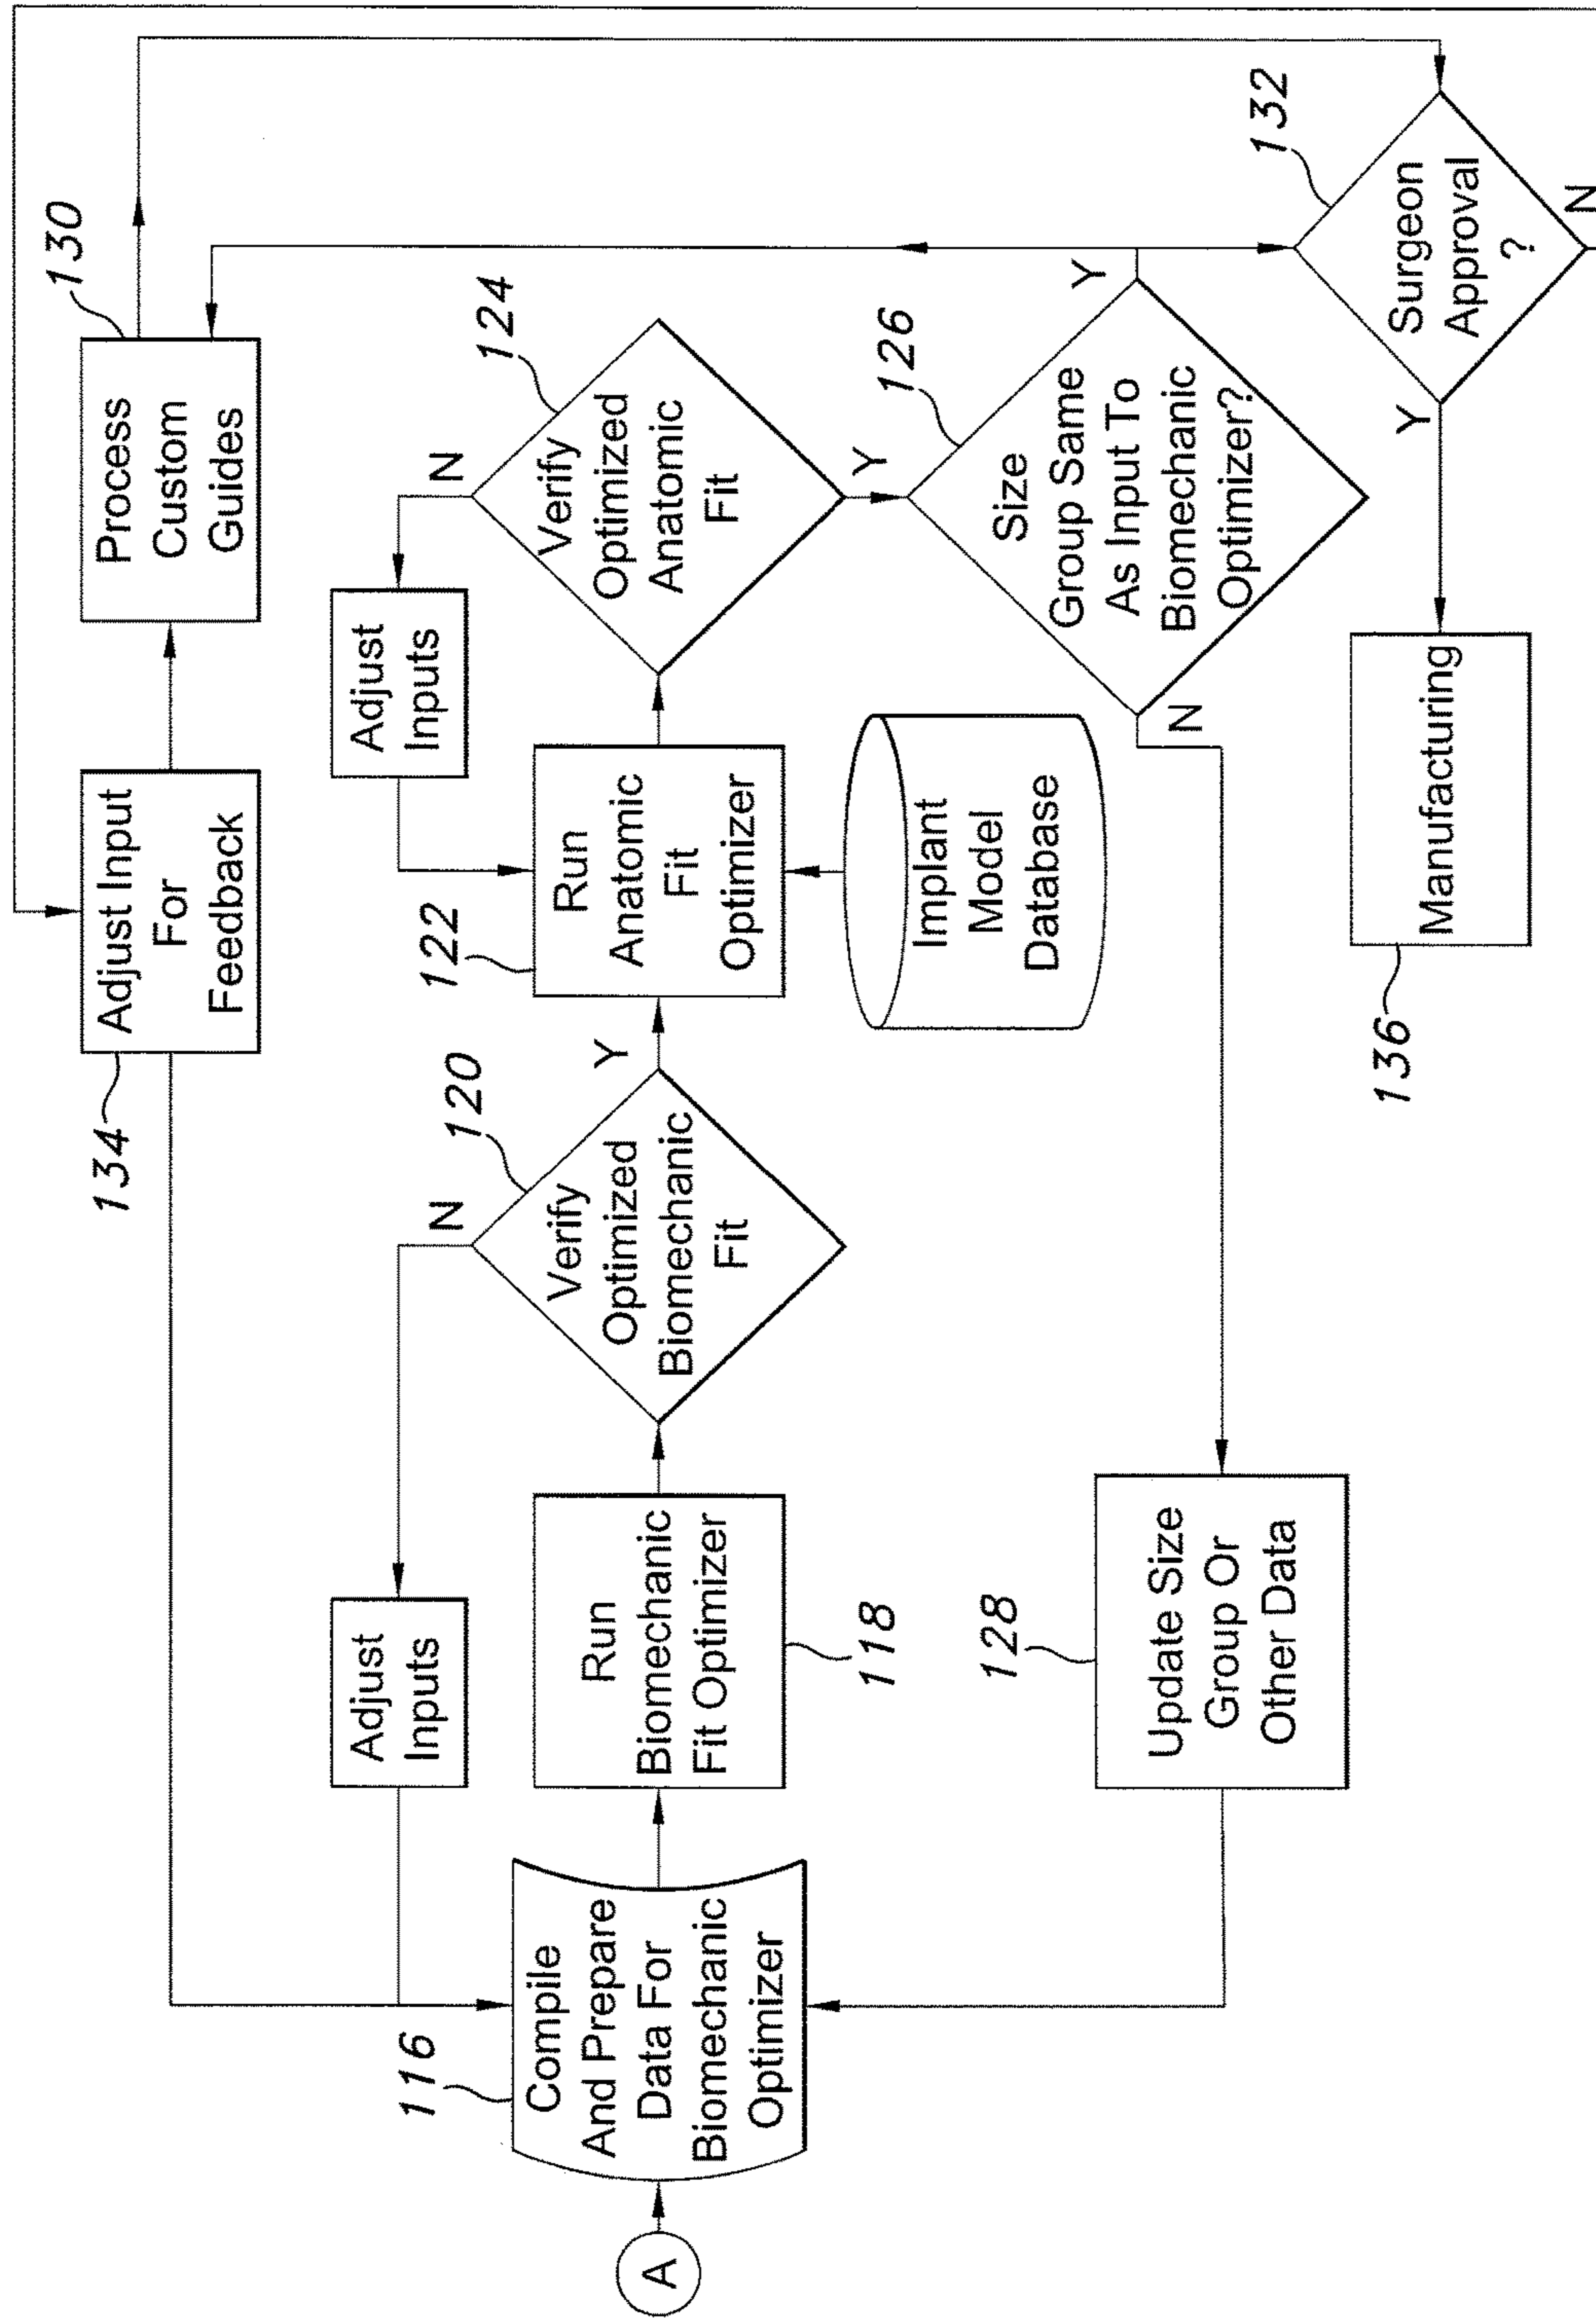 A
116
Compile
And Prepare
Data For
Biomechanic
Optimizer
Adjust
Inputs
Run
Biomechanic
Fit Optimizer
118
N
120
Verify
Optimized
Biomechanic
Fit
Y
134
Adjust Input
For
Feedback
122
Run
Anatomic
Fit
Optimizer
Implant
Model
Database
Adjust
Inputs
N
124
Verify
Optimized
Anatomic
Fit
Y
126
Size
Group Same
As Input To
Biomechanic
Optimizer?
N
Y
128
Update Size
Group Or
Other Data
130
Process
Custom
Guides
132
Surgeon
Approval
?
N
Y
136
Manufacturing